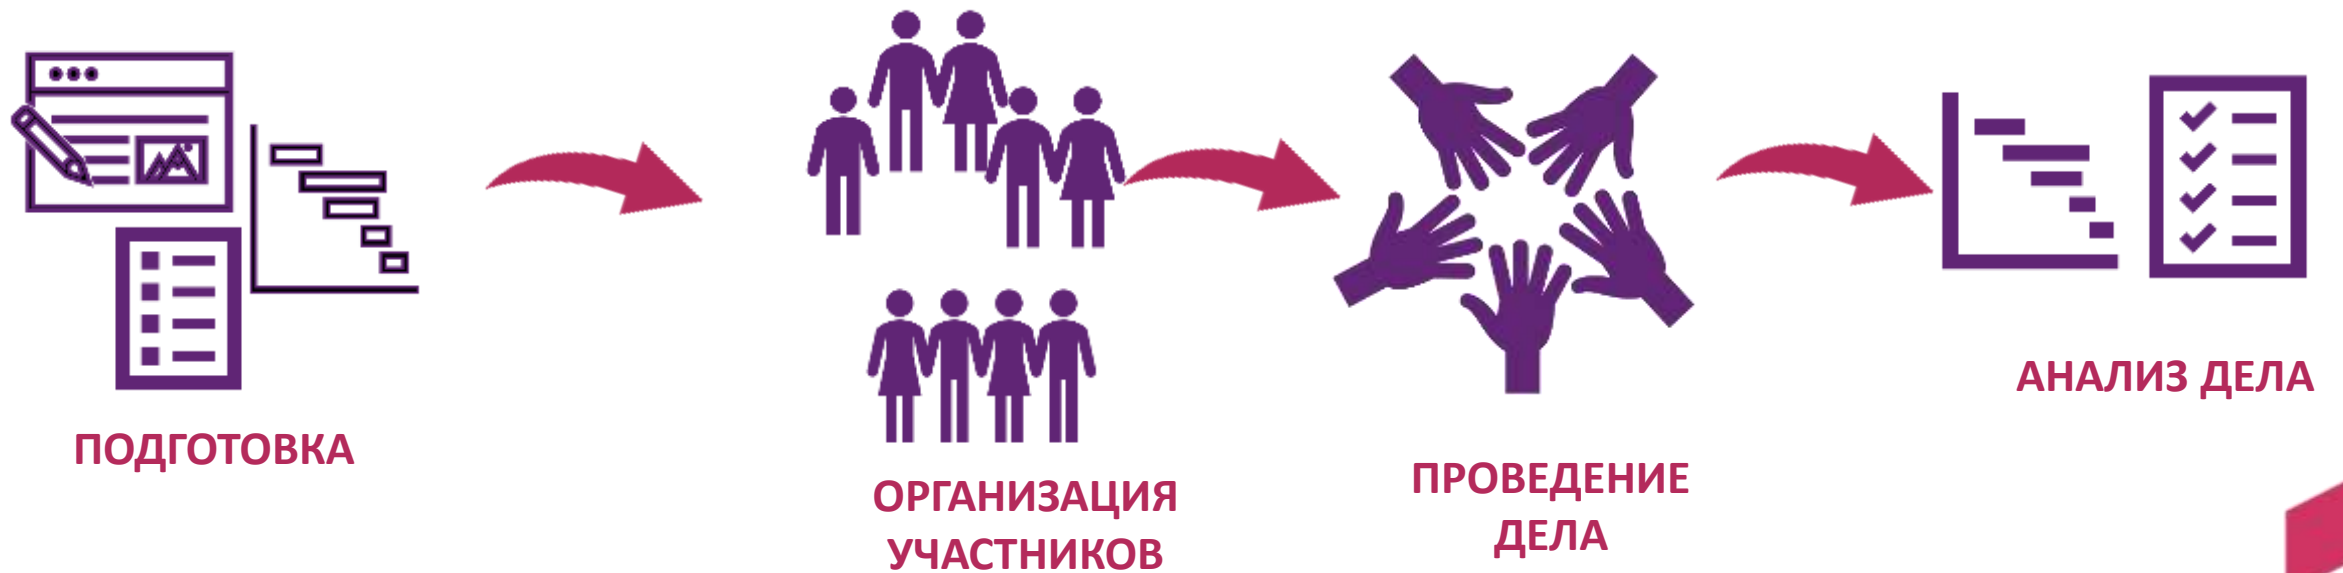 ПОДГОТОВКА
ОРГАНИЗАЦИЯ
УЧАСТНИКОВ
ПРОВЕДЕНИЕ
ДЕЛА
АНАЛИЗ ДЕЛА